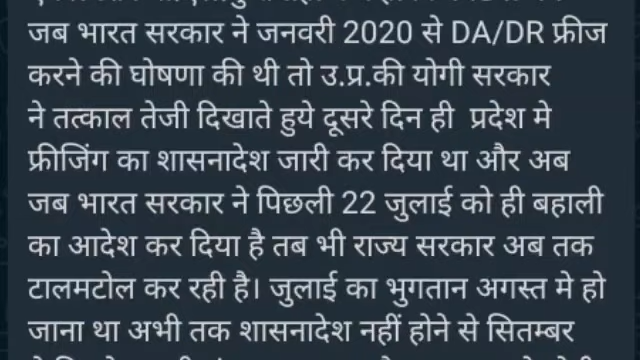 जब भारत सरकार ने जनवरी 2020 से DA/DR फ्रीज
करने की घोषणा की थी तो उ.प्र.की योगी सरकार
ने तत्काल तेजी दिखाते हुये दूसरे दिन ही प्रदेश मे
फ्रीजिंग का शासनादेश जारी कर दिया था और अब
जब भारत सरकार ने पिछली 22 जुलाई को ही बहाली
का आदेश कर दिया है तब भी राज्य सरकार अब तक
टालमटोल कर रही है। जुलाई का भुगतान अगस्त मे हो
जाना था अभी तक शासनादेश नहीं होने से सितम्बर